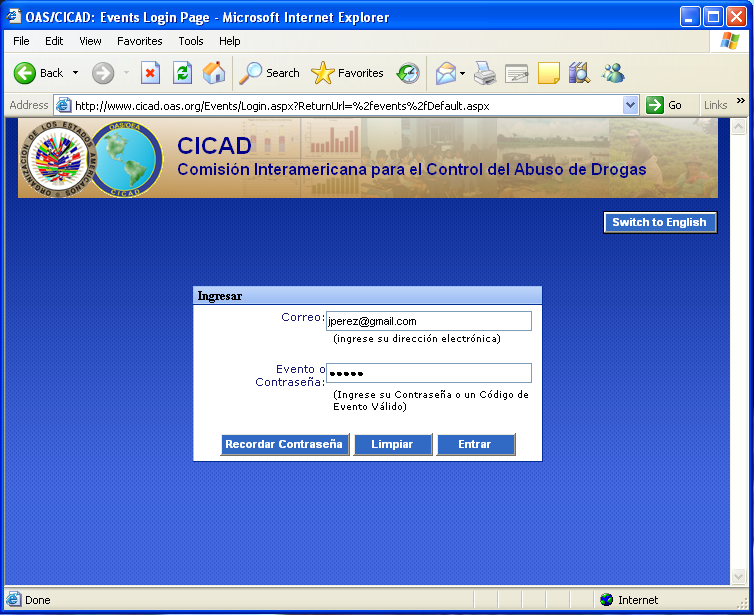 OAS/CICAD: Events Login Page - Microsoft Internet Explorer
File Edit View Favorites Tools Help
Back Search Favorites
Address http://www.cicad.oas.org/Events/Login.aspx?ReturnUrl=%2fevents%2fDefault.aspx Go Links »
ORGANIZACION DE LOS ESTADOS AMERICANOS
OAS/OEA
CICAD
CICAD
Comisión Interamericana para el Control del Abuso de Drogas
Switch to English
Ingresar
Correo: jperez@gmail.com
(ingrese su dirección electrónica)
Evento o
Contraseña: •••••
(Ingrese su Contraseña o un Código de
Evento Válido)
Recordar Contraseña Limpiar Entrar
Done Internet